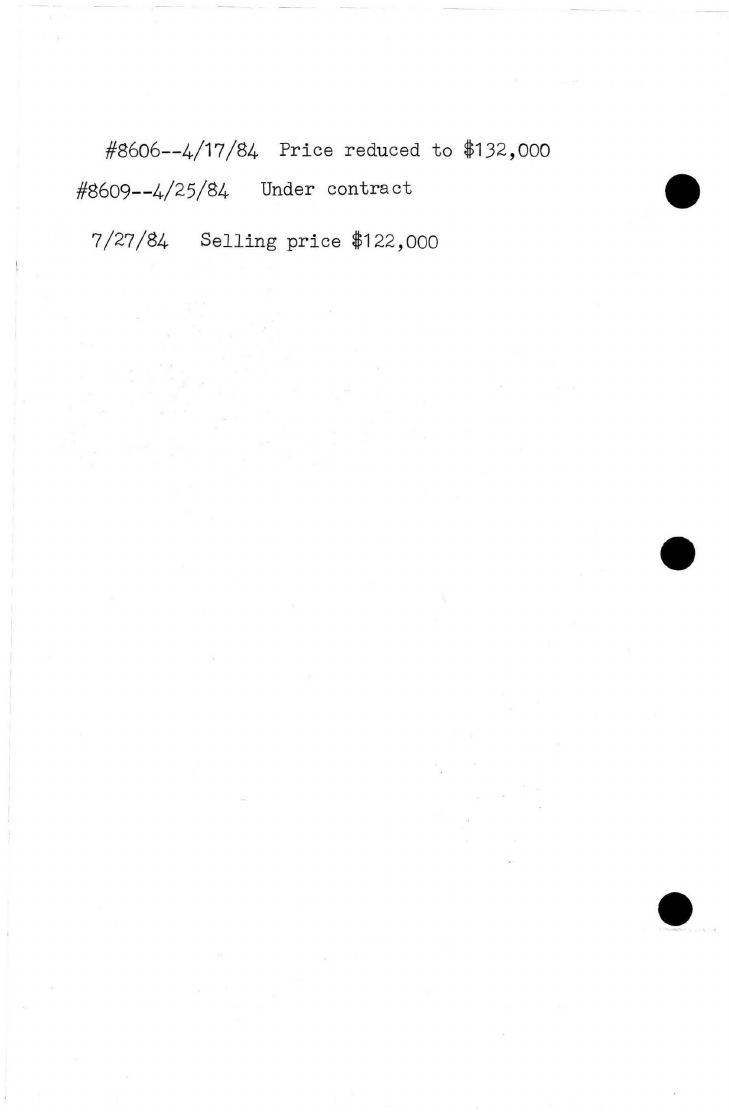 #8606--4/17/84 Price reduced to $132,000
#8609--4/25/84 Under contract
7/27/84 Selling price $122,000